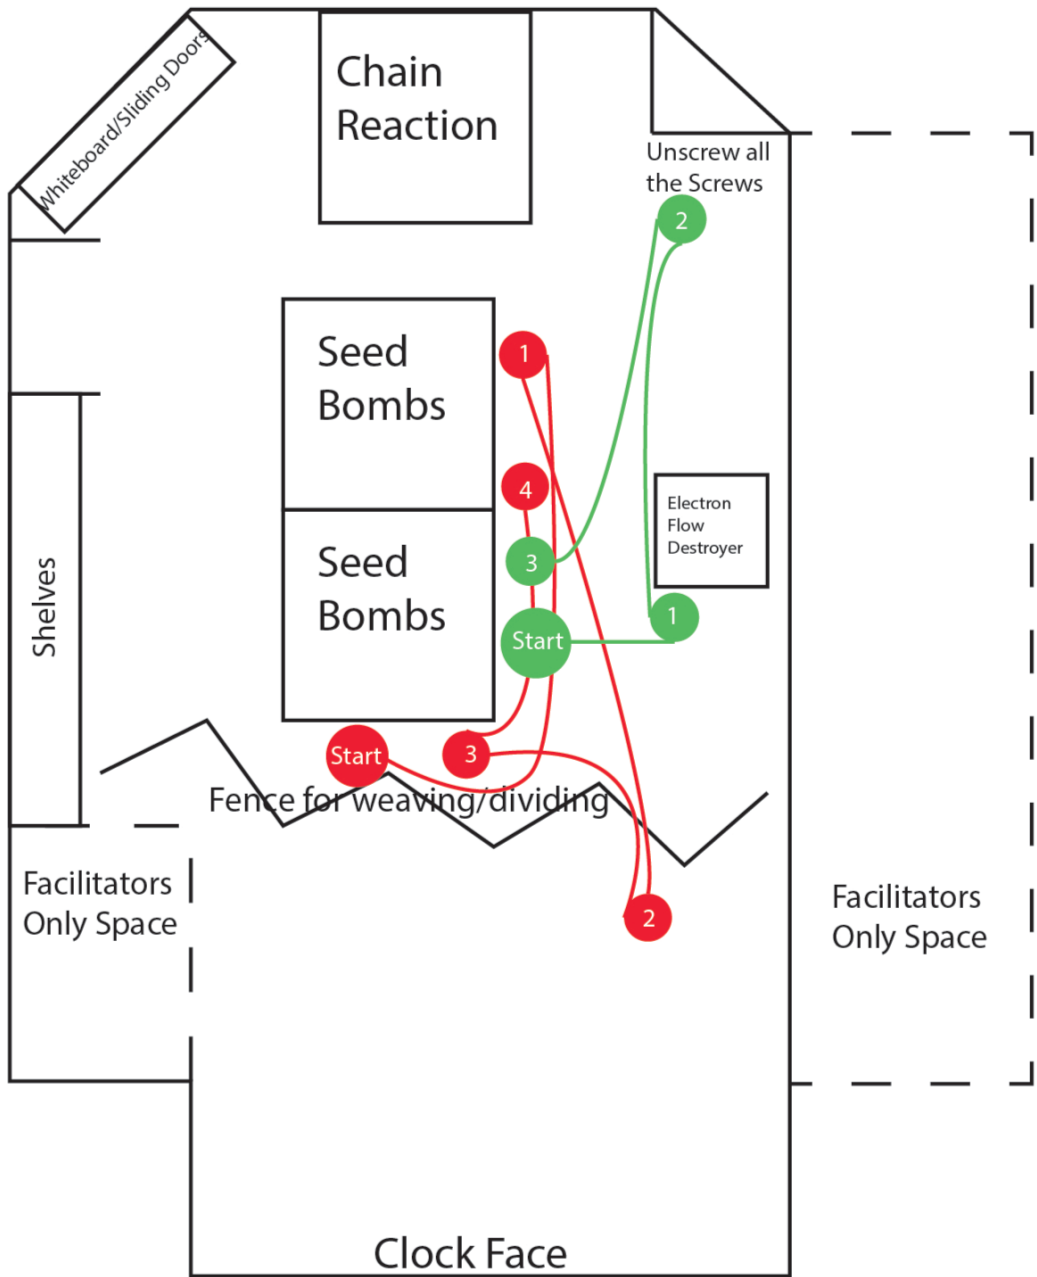 Whiteboard/Sliding Doors
Chain
Reaction
Unscrew all
the Screws
2
Seed
Bombs
1
4
Electron
Flow
Destroyer
3
Seed
Bombs
1
Start
Shelves
Start
3
Fence for weaving/dividing
Facilitators
Only Space
2
Facilitators
Only Space
Clock Face